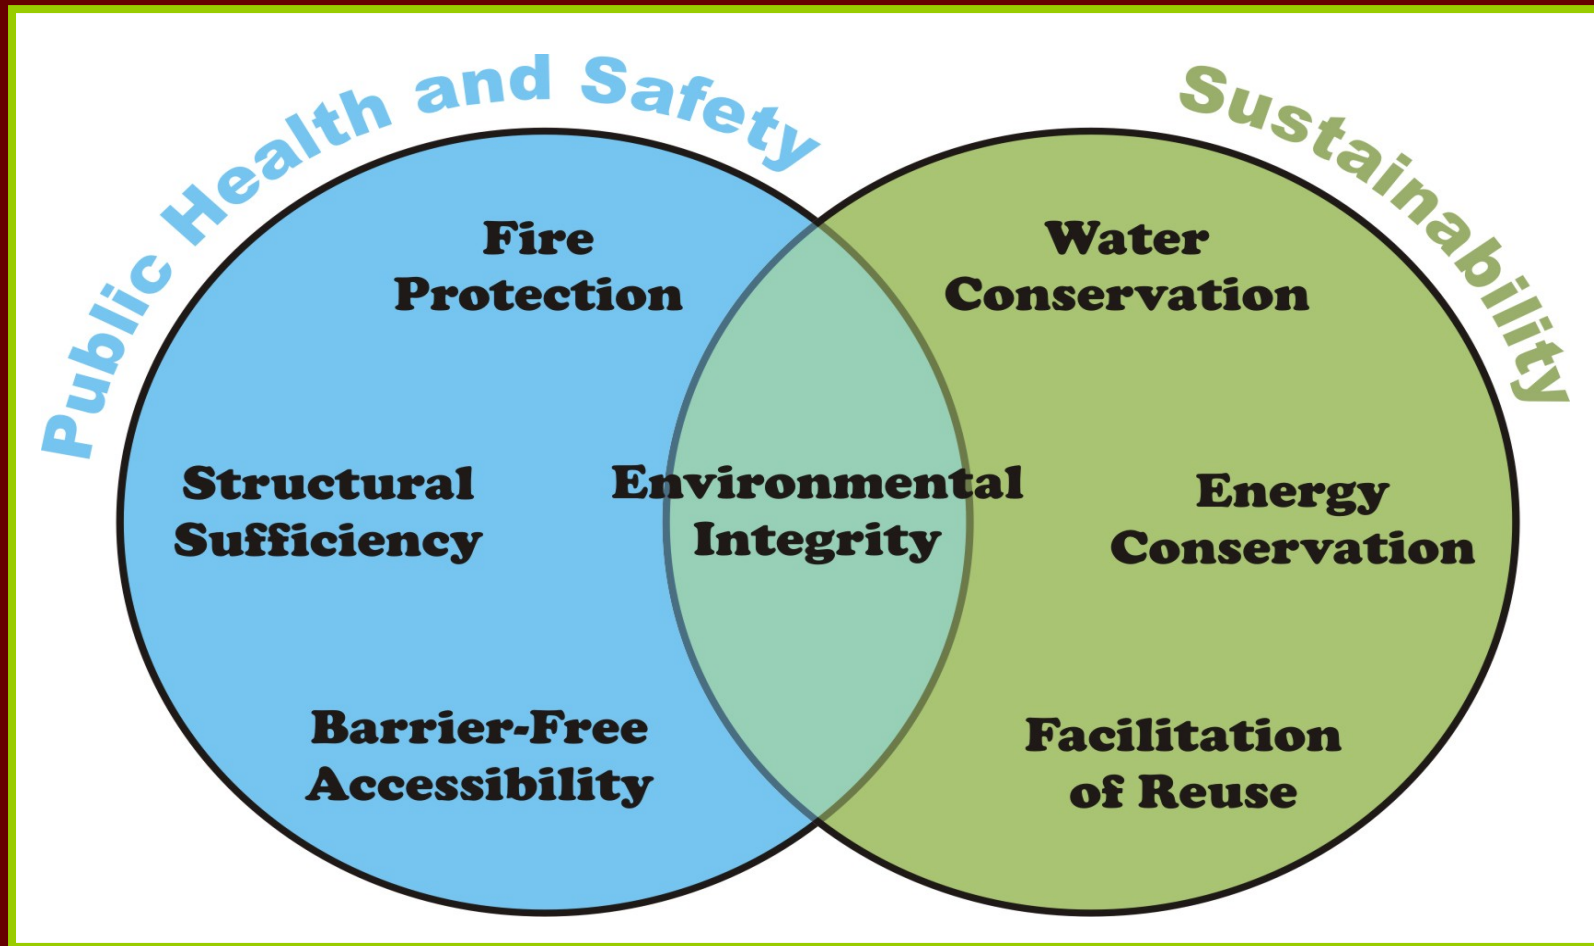 Public Health and Safety
Sustainability
Fire
Protection
Water
Conservation
Structural
Sufficiency
Environmental
Integrity
Energy
Conservation
Barrier-Free
Accessibility
Facilitation
of Reuse